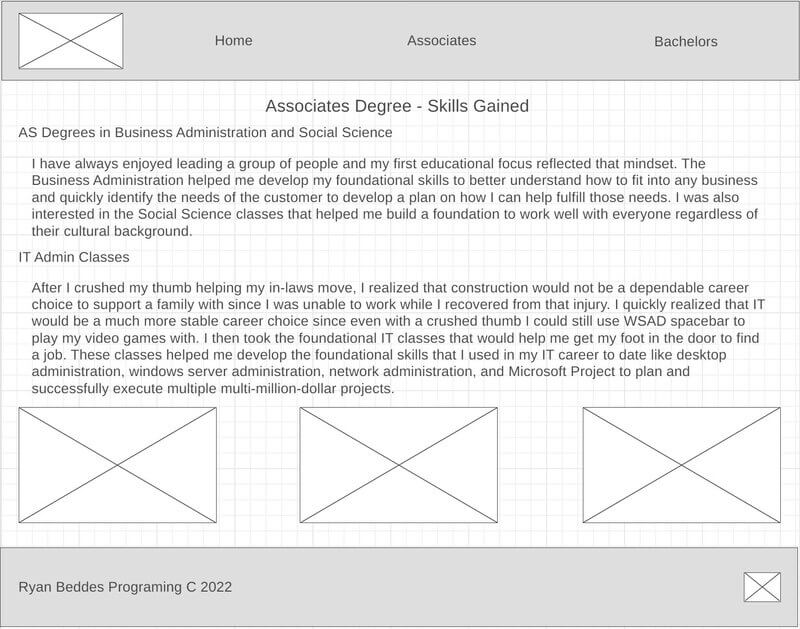 Home
Associates
Bachelors
Associates Degree - Skills Gained
AS Degrees in Business Administration and Social Science
I have always enjoyed leading a group of people and my first educational focus reflected that mindset. The
Business Administration helped me develop my foundational skills to better understand how to fit into any business
and quickly identify the needs of the customer to develop a plan on how I can help fulfill those needs. I was also
interested in the Social Science classes that helped me build a foundation to work well with everyone regardless of
their cultural background.
IT Admin Classes
After I crushed my thumb helping my in-laws move, I realized that construction would not be a dependable career
choice to support a family with since I was unable to work while I recovered from that injury. I quickly realized that IT
would be a much more stable career choice since even with a crushed thumb I could still use WSAD spacebar to
play my video games with. I then took the foundational IT classes that would help me get my foot in the door to find
a job. These classes helped me develop the foundational skills that I used in my IT career to date like desktop
administration, windows server administration, network administration, and Microsoft Project to plan and
successfully execute multiple multi-million-dollar projects.
Ryan Beddes Programing C 2022